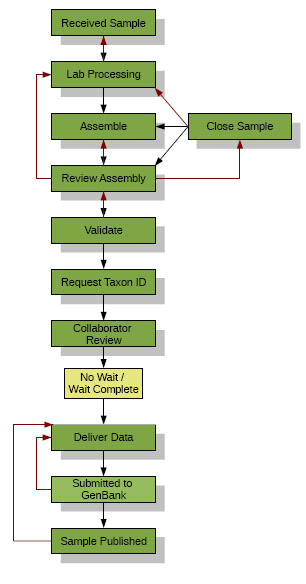 Received Sample
Lab Processing
Assemble
Close Sample
Review Assembly
Validate
Request Taxon ID
Collaborator
Review
No Wait /
Wait Complete
Deliver Data
Submitted to
GenBank
Sample Published